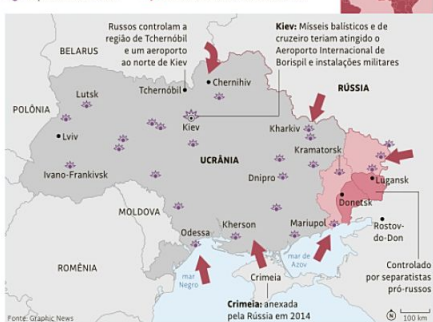 Russos controlam a
região de Tchernóbil
e um aeroporto
ao norte de Kiev
Kiev: Mísseis balísticos e de
cruzeiro teriam atingido o
Aeroporto Internacional de
Borispil e instalações militares
BELARUS
RÚSSIA
POLÔNIA
Lutsk
Tchernóbil
Chernihiv
Lviv
Kiev
Kharkiv
Kramatorsk
Ivano-Frankivsk
UCRÂNIA
Dnipro
Lugansk
Donetsk
MOLDOVA
Odessa
Kherson
Mariupol
Rostov-
do-Don
ROMÊNIA
mar
Negro
mar de
Azov
Crimeia
Controlado
por separatistas
pró-russos
Crimeia: anexada
pela Rússia em 2014
Fonte: Graphic News
N
100 km